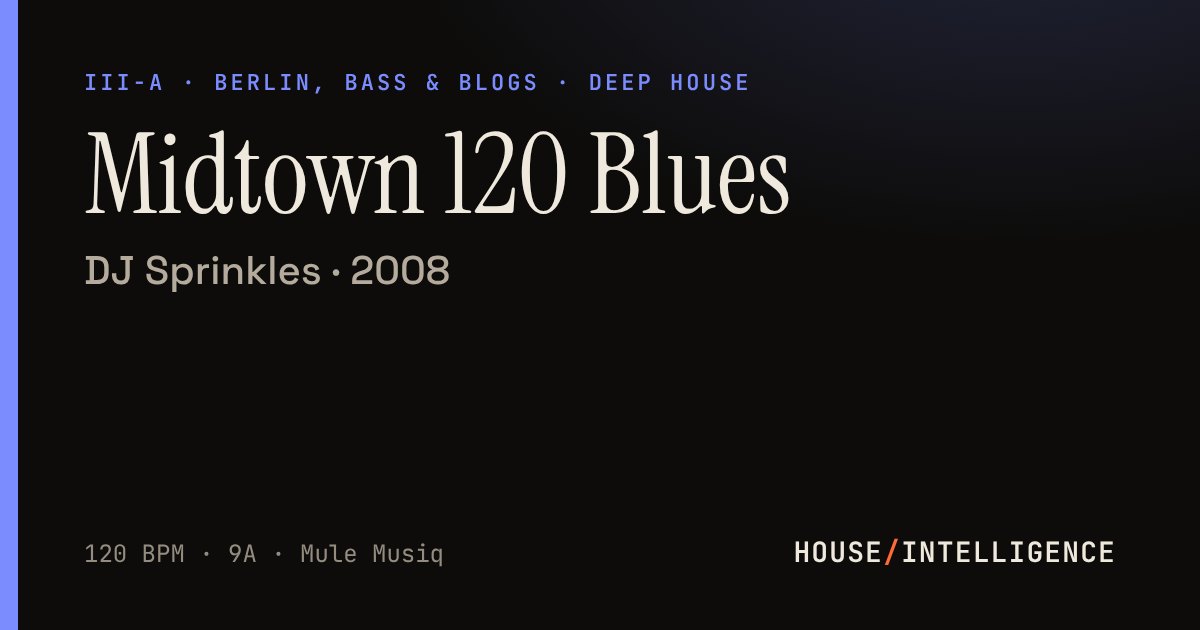 III-A · BERLIN, BASS & BLOGS · DEEP HOUSE
Midtown 120 Blues
DJ Sprinkles · 2008
120 BPM · 9A · Mule Musiq
HOUSE/INTELLIGENCE